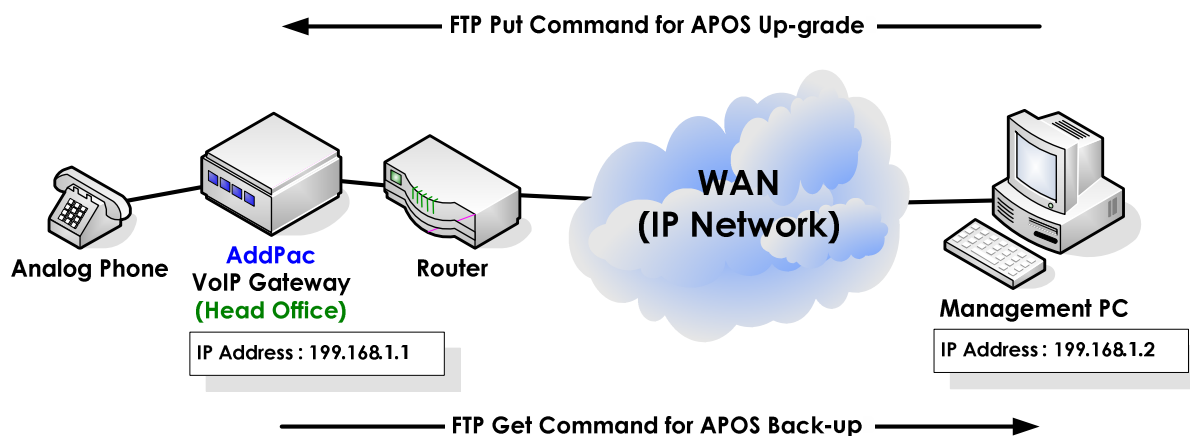 FTP Put Command for APOS Up-grade
WAN
(IP Network)
Analog Phone
AddPac
VoIP Gateway
(Head Office)
Router
Management PC
IP Address : 199.168.1.1
IP Address : 199.168.1.2
FTP Get Command for APOS Back-up